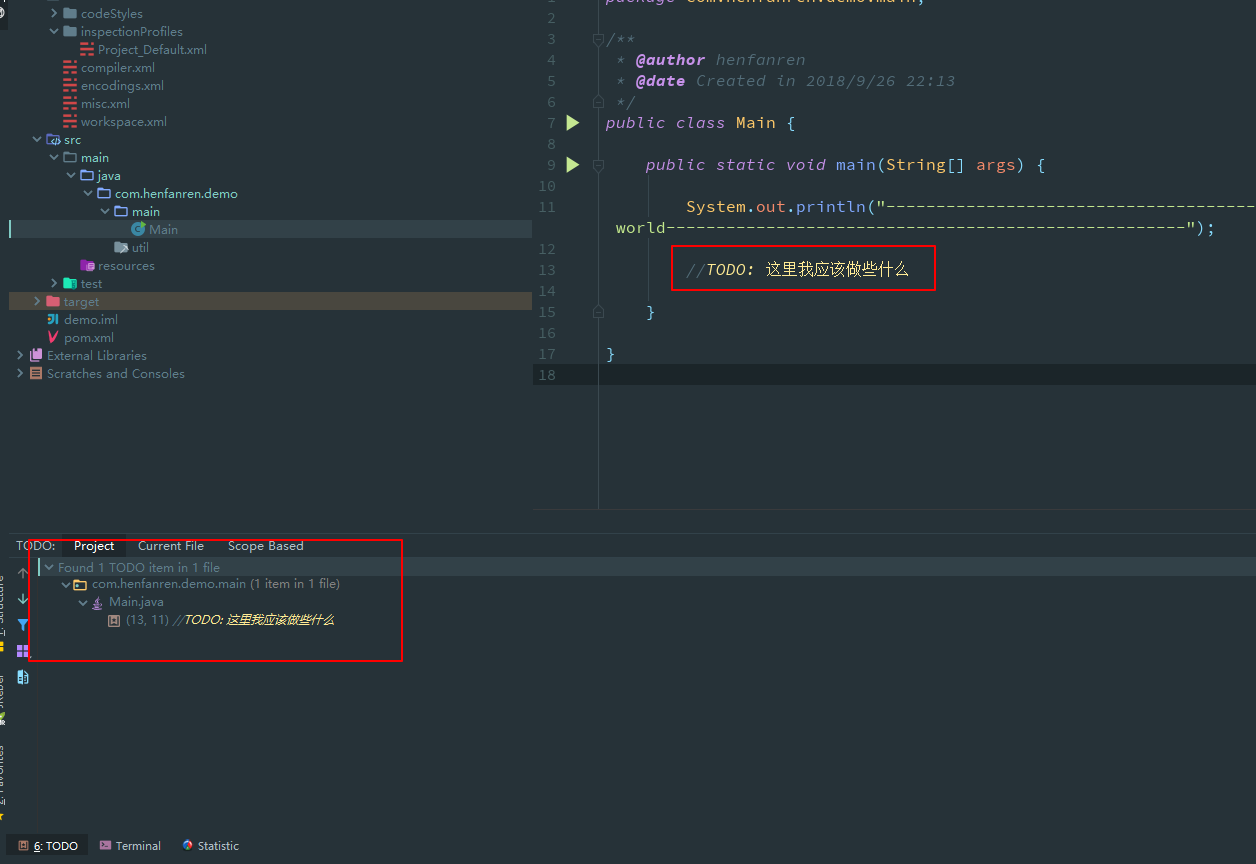 codeStyles
inspectionProfiles
Project_Default.xml
compiler.xml
encodings.xml
misc.xml
workspace.xml
src
main
java
com.henfanren.demo
main
Main
util
resources
test
target
demo.iml
pom.xml
External Libraries
Scratches and Consoles
2
3 /**
4 * @author henfanren
5 * @date Created in 2018/9/26 22:13
6 */
7 public class Main {
8
9 public static void main(String[] args) {
10
11 System.out.println("-------------------------------------
world----------------------------------------------------");
12
13 //TODO: 这里我应该做些什么
14
15 }
16
17 }
18
TODO: Project Current File Scope Based
Found 1 TODO item in 1 file
com.henfanren.demo.main (1 item in 1 file)
Main.java
(13, 11) //TODO: 这里我应该做些什么
6: TODO Terminal Statistic